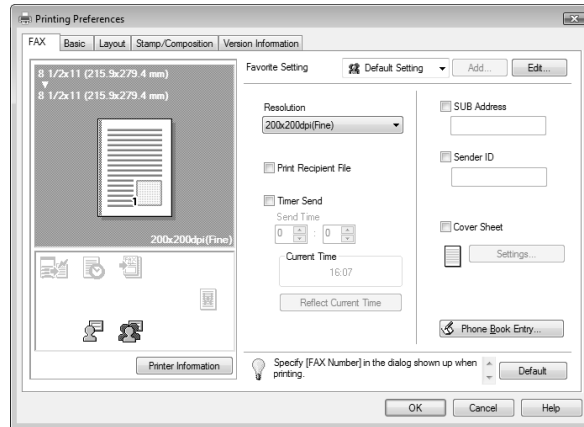 Printing Preferences
FAX Basic Layout Stamp/Composition Version Information
8 1/2x11 (215.9x279.4 mm)
8 1/2x11 (215.9x279.4 mm)
1
200x200dpi(Fine)
Printer Information
Favorite Setting Default Setting Add... Edit...
Resolution
200x200dpi(Fine)
Print Recipient File
Timer Send
Send Time
0 : 0
Current Time
16:07
Reflect Current Time
SUB Address
Sender ID
Cover Sheet
Settings...
Phone Book Entry...
Specify [FAX Number] in the dialog shown up when
printing.
Default
OK Cancel Help